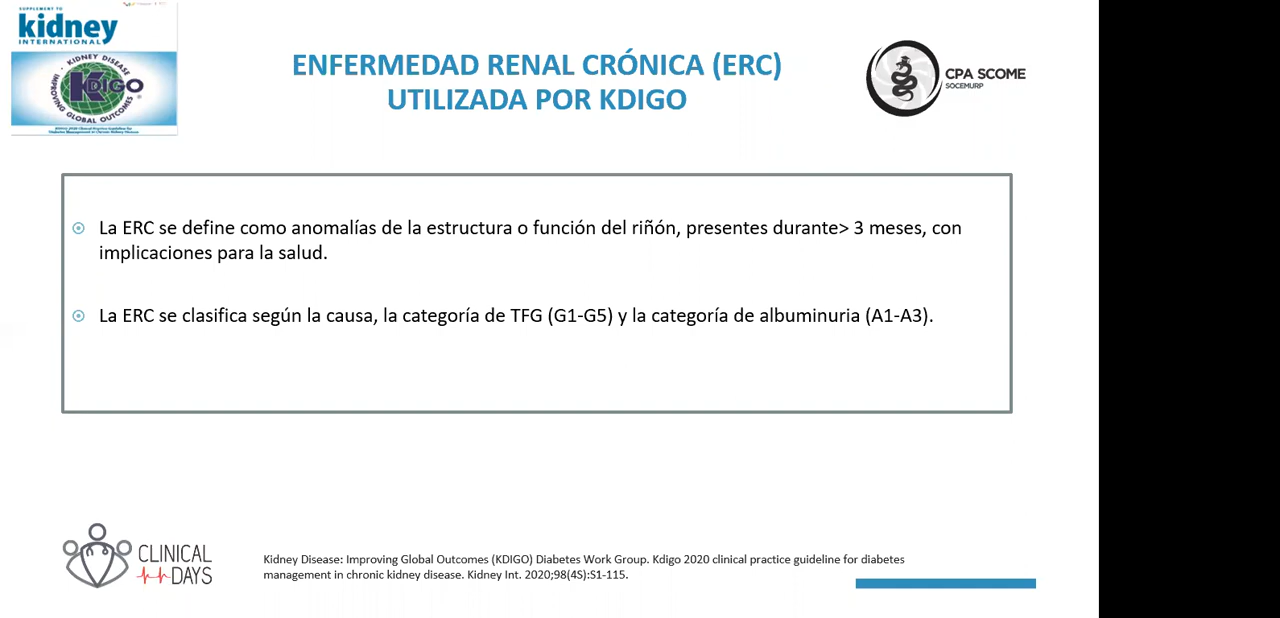 SUPPLEMENT TO
kidney
INTERNATIONAL
KIDNEY DISEASE
KDIGO
IMPROVING GLOBAL OUTCOMES
ENFERMEDAD RENAL CRÓNICA (ERC)
UTILIZADA POR KDIGO
CPA SCOME
SOCEMURP
La ERC se define como anomalías de la estructura o función del riñón, presentes durante> 3 meses, con
implicaciones para la salud.
La ERC se clasifica según la causa, la categoría de TFG (G1-G5) y la categoría de albuminuria (A1-A3).
CLINICAL
DAYS
Kidney Disease: Improving Global Outcomes (KDIGO) Diabetes Work Group. Kdigo 2020 clinical practice guideline for diabetes
management in chronic kidney disease. Kidney Int. 2020;98(4S):S1-115.